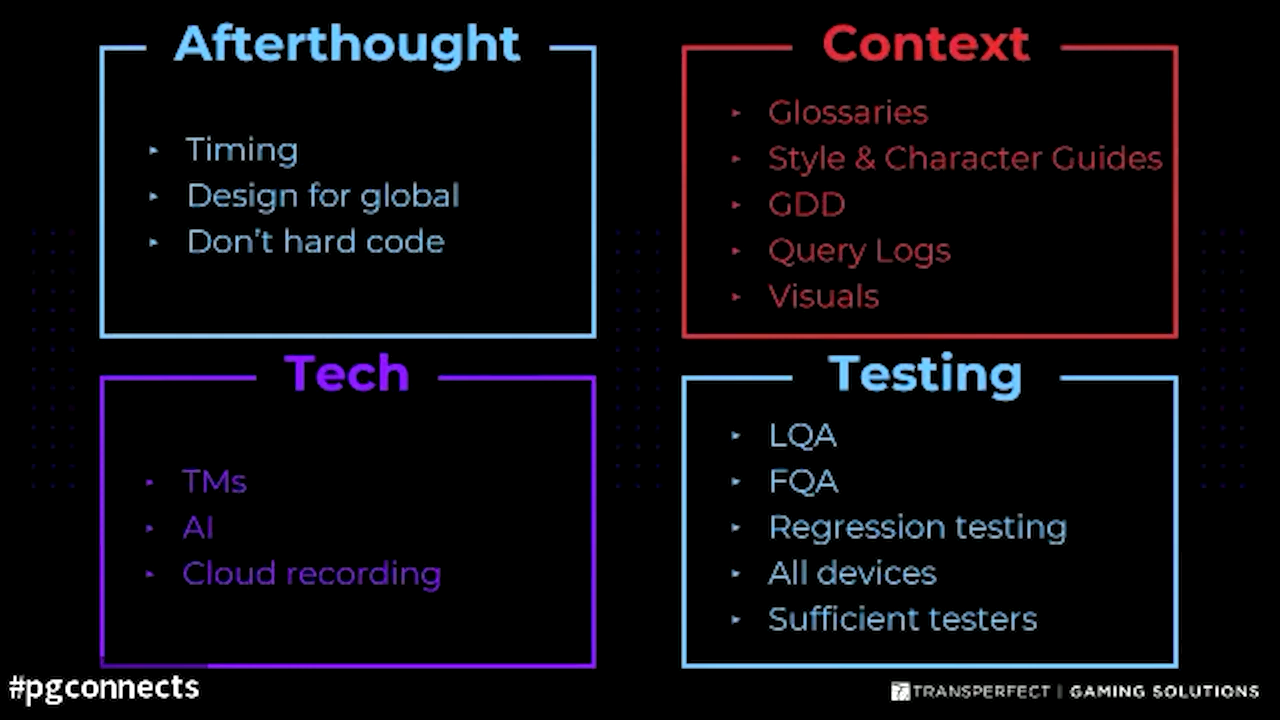 Afterthought
Timing
Design for global
Don't hard code
Context
Glossaries
Style & Character Guides
GDD
Query Logs
Visuals
Tech
TMs
AI
Cloud recording
Testing
LQA
FQA
Regression testing
All devices
Sufficient testers
#pgconnects
TRANSPERFECT | GAMING SOLUTIONS